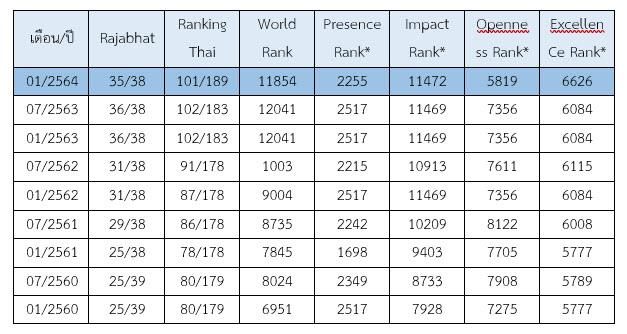 เดือน/ปี Rajabhat Ranking Thai World Rank Presence Rank* Impact Rank* Openne ss Rank* Excellen Ce Rank*
01/2564 35/38 101/189 11854 2255 11472 5819 6626
07/2563 36/38 102/183 12041 2517 11469 7356 6084
01/2563 36/38 102/183 12041 2517 11469 7356 6084
07/2562 31/38 91/178 1003 2215 10913 7611 6115
01/2562 31/38 87/178 9004 2517 11469 7356 6084
07/2561 29/38 86/178 8735 2242 10209 8122 6008
01/2561 25/38 78/178 7845 1698 9403 7705 5777
07/2560 25/39 80/179 8024 2349 8733 7908 5789
01/2560 25/39 80/179 6951 2517 7928 7275 5777